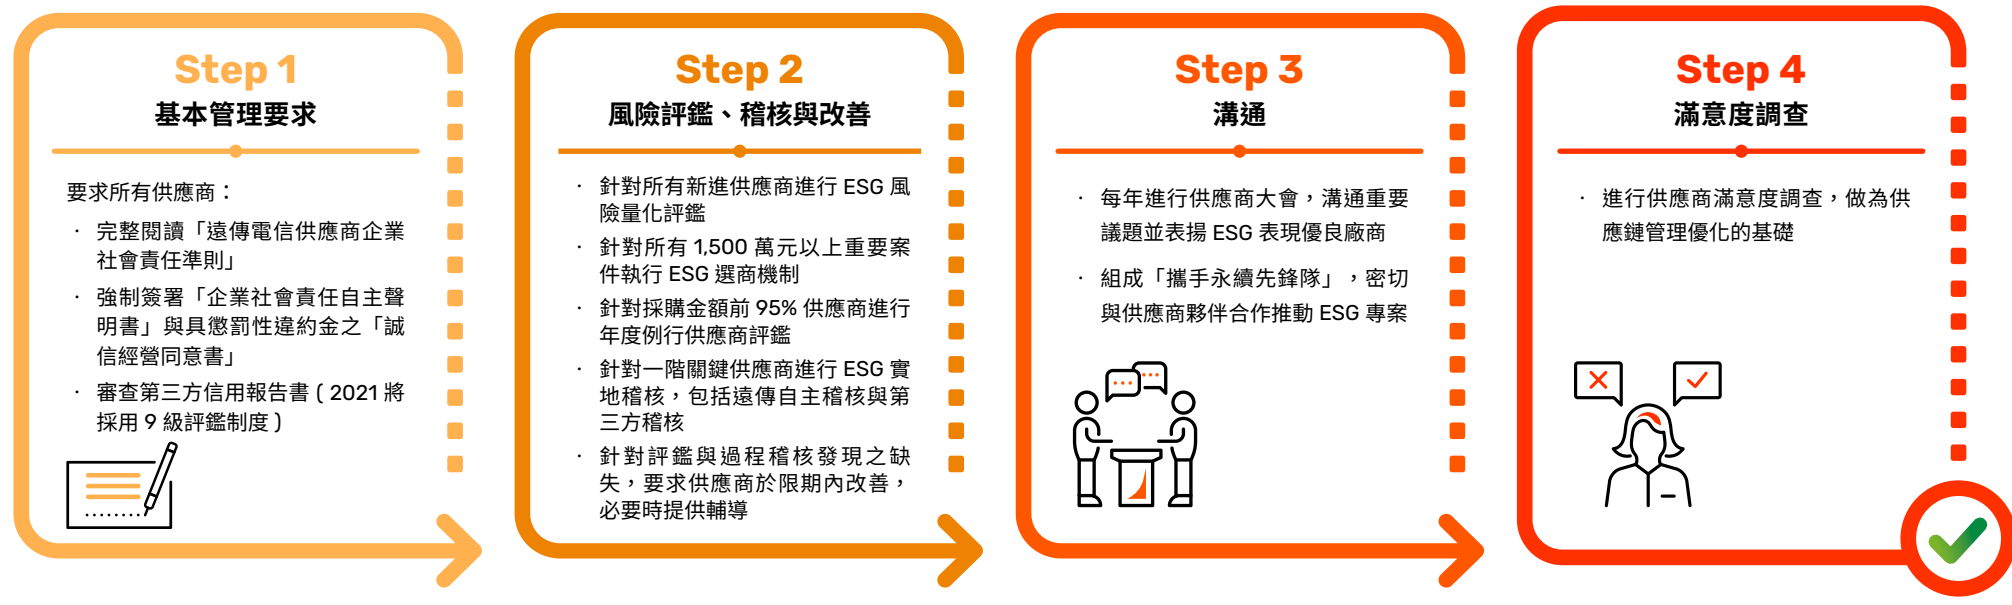 Step 1
基本管理要求
要求所有供應商：
· 完整閱讀「遠傳電信供應商企業
社會責任準則」
· 強制簽署「企業社會責任自主聲
明書」與具懲罰性違約金之「誠
信經營同意書」
· 審查第三方信用報告書 ( 2021 將
採用 9 級評鑑制度 )
Step 2
風險評鑑、稽核與改善
· 針對所有新進供應商進行 ESG 風
險量化評鑑
· 針對所有 1,500 萬元以上重要案
件執行 ESG 選商機制
· 針對採購金額前 95% 供應商進行
年度例行供應商評鑑
· 針對一階關鍵供應商進行 ESG 實
地稽核，包括遠傳自主稽核與第
三方稽核
· 針對評鑑與過程稽核發現之缺
失，要求供應商於限期內改善，
必要時提供輔導
Step 3
溝通
· 每年進行供應商大會，溝通重要
議題並表揚 ESG 表現優良廠商
· 組成「攜手永續先鋒隊」，密切
與供應商夥伴合作推動 ESG 專案
Step 4
滿意度調查
· 進行供應商滿意度調查，做為供
應鏈管理優化的基礎